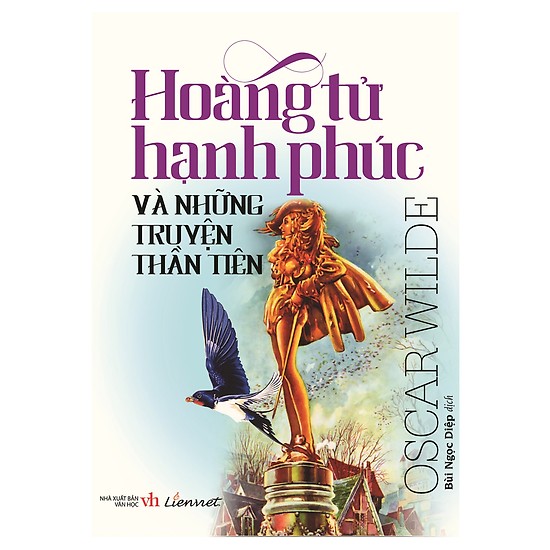 Hoàng tử
hạnh phúc
VÀ NHỮNG
TRUYỆN
THẦN TIÊN
OSCAR WILDE
Bùi Ngọc Diệp dịch
NHÀ XUẤT BẢN
VĂN HỌC
vh
Lienviet